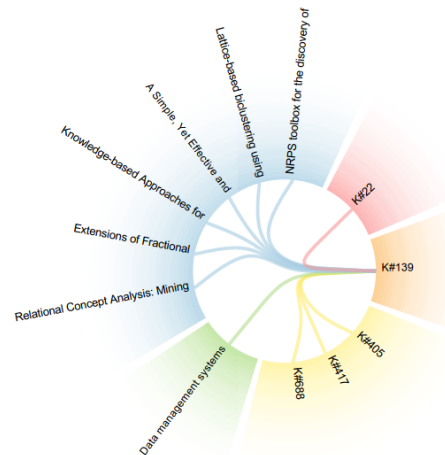 NRPS toolbox for the discovery of
Lattice-based biclustering using
A Simple, Yet Effective and
Knowledge-based Approaches for
Extensions of Fractional
Relational Concept Analysis: Mining
Data management systems
K#688
K#417
K#405
K#139
K#22